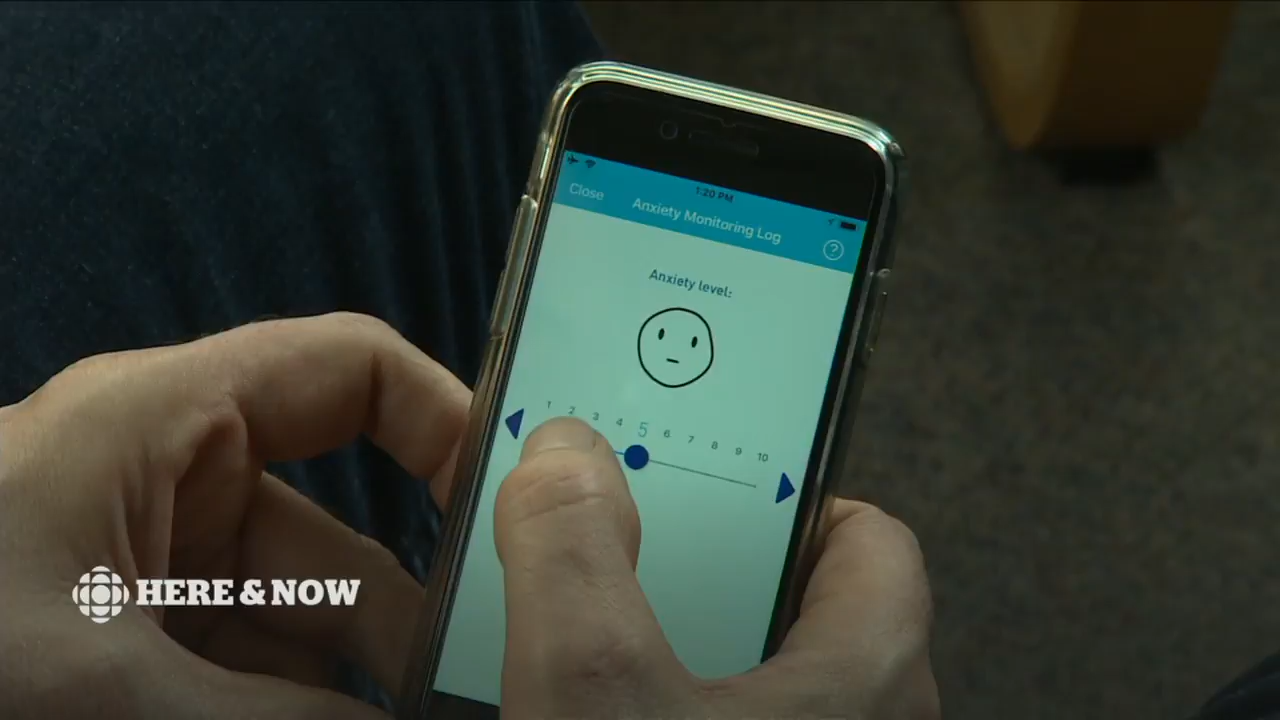 1:20 PM
Close
Anxiety Monitoring Log
?
Anxiety level:
1 2 3 4 5 6 7 8 9 10
HERE & NOW